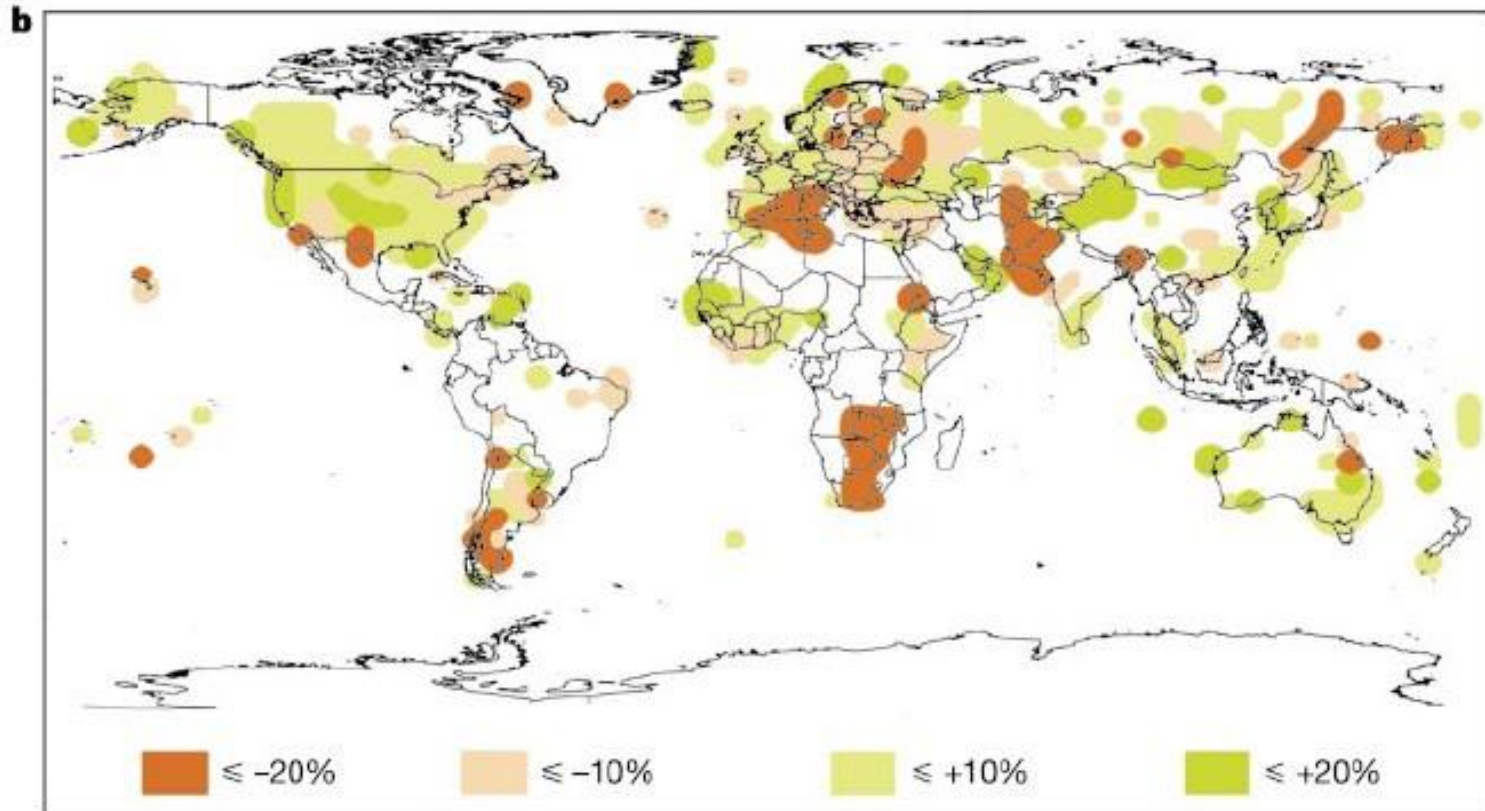 b
≤ –20% ≤ –10% ≤ +10% ≤ +20%